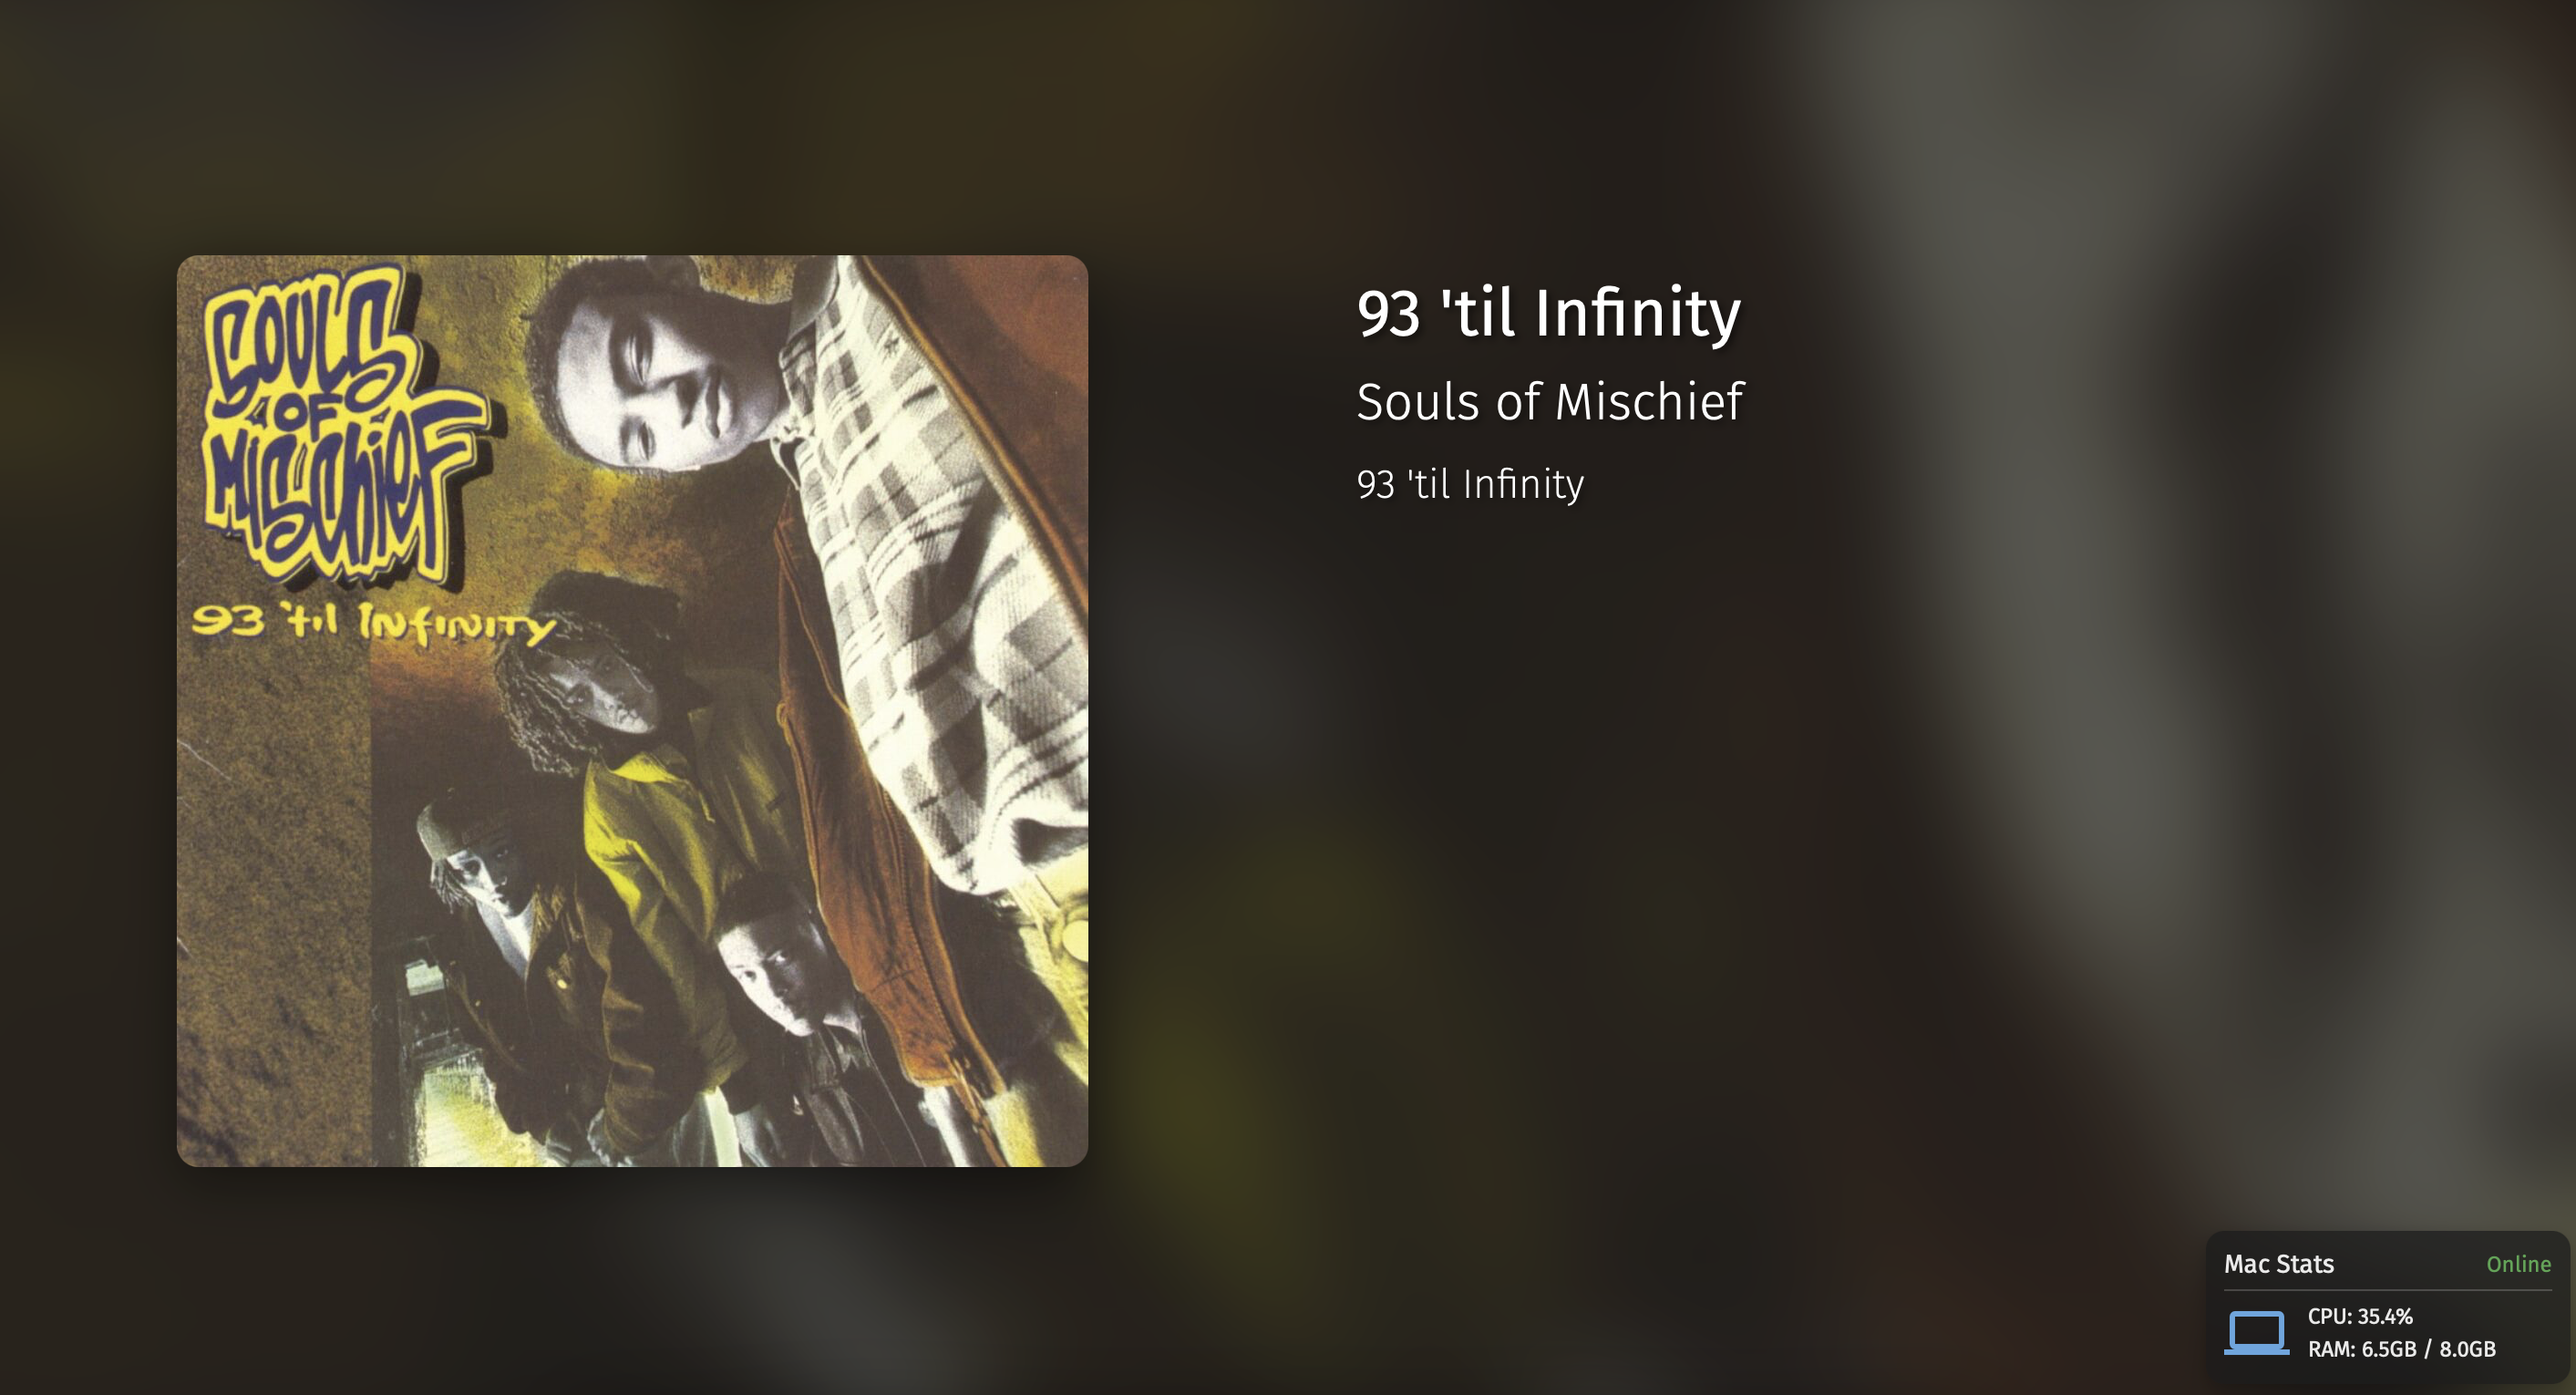 SOULS
OF
MISCHIEF
93 'til INFINITY
93 'til Infinity
Souls of Mischief
93 'til Infinity
Mac Stats
Online
CPU: 35.4%
RAM: 6.5GB / 8.0GB